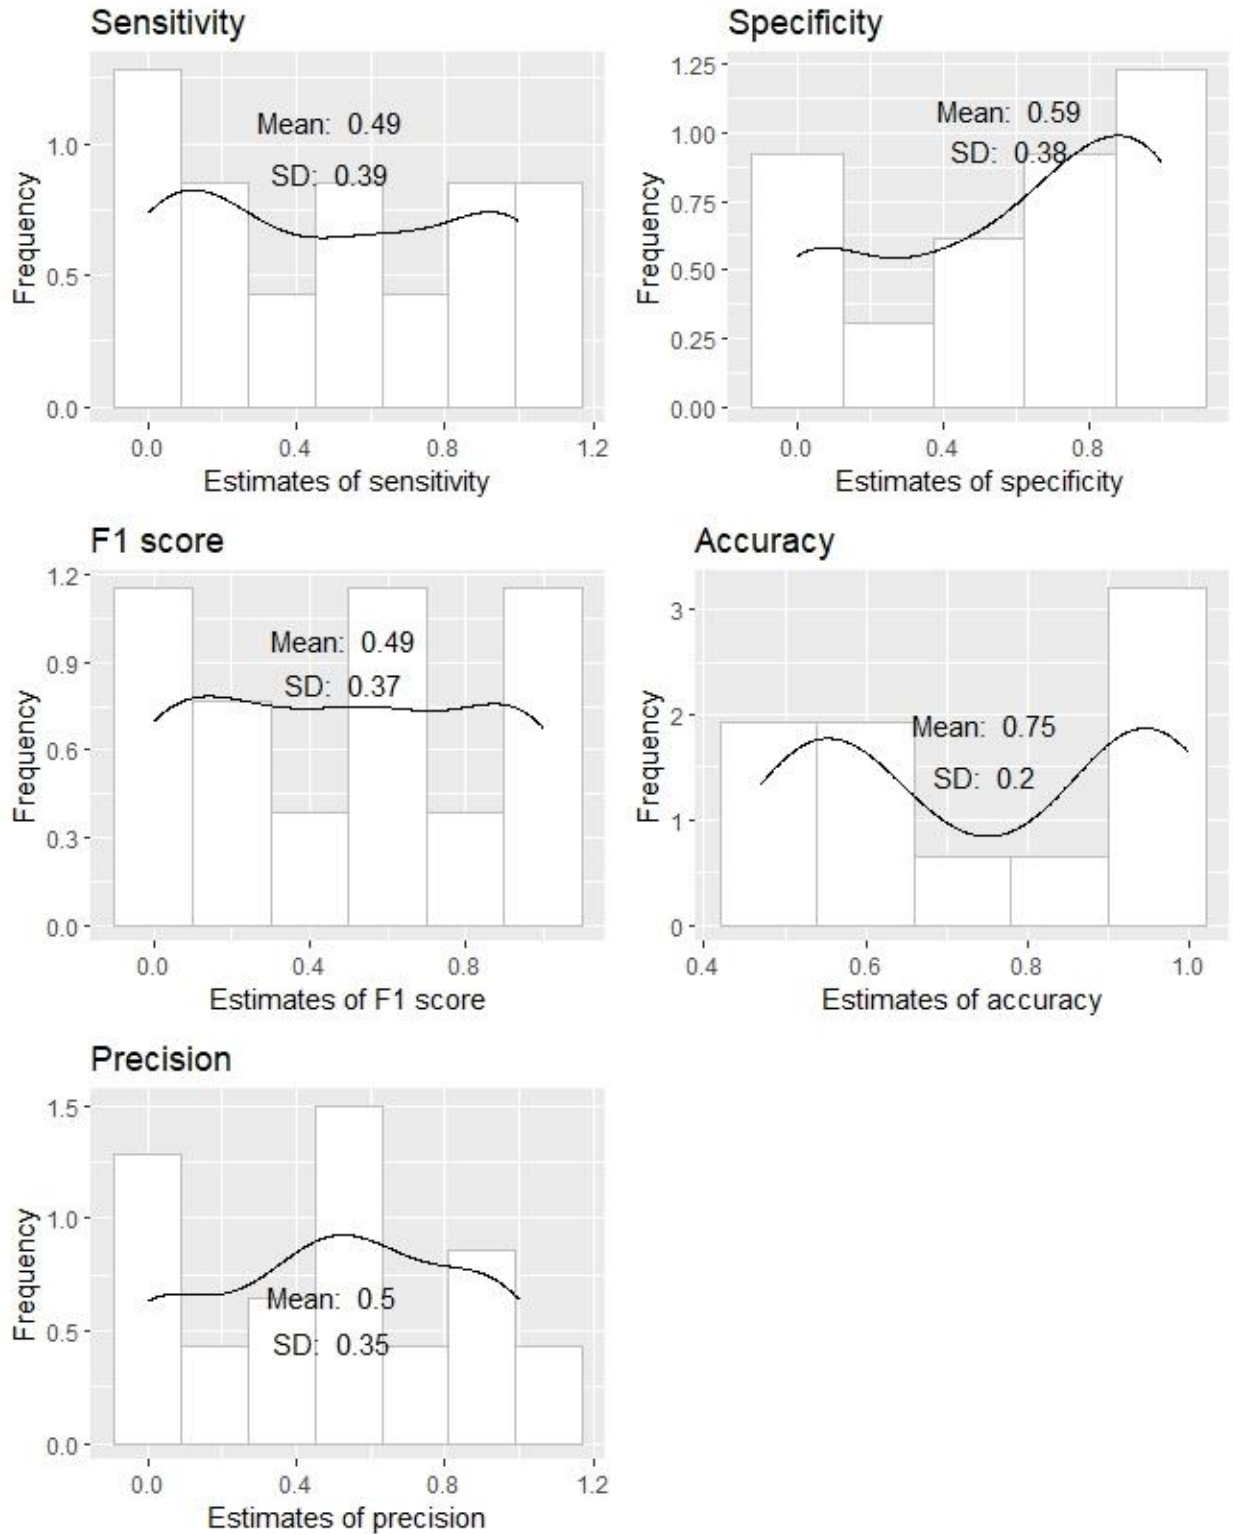 Sensitivity
Mean: 0.49
SD: 0.39
Frequency
1.0
0.5
0.0
0.0 0.4 0.8 1.2
Estimates of sensitivity
Specificity
Mean: 0.59
SD: 0.38
Frequency
1.25
1.00
0.75
0.50
0.25
0.00
0.0 0.4 0.8
Estimates of specificity
F1 score
Mean: 0.49
SD: 0.37
Frequency
1.2
0.9
0.6
0.3
0.0
0.0 0.4 0.8
Estimates of F1 score
Accuracy
Mean: 0.75
SD: 0.2
Frequency
3
2
1
0
0.4 0.6 0.8 1.0
Estimates of accuracy
Precision
Mean: 0.5
SD: 0.35
Frequency
1.5
1.0
0.5
0.0
0.0 0.4 0.8 1.2
Estimates of precision